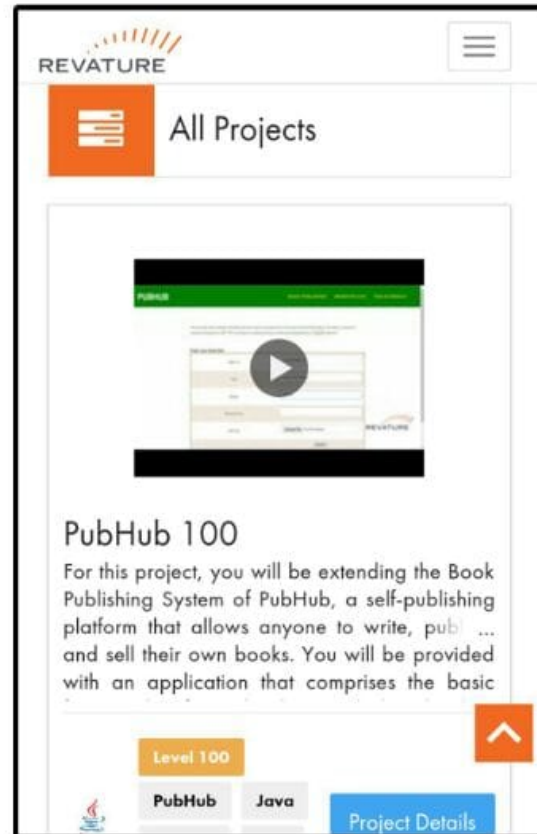 REVATURE
All Projects
PUBHUB
REVATURE
PubHub 100
For this project, you will be extending the Book
Publishing System of PubHub, a self-publishing
platform that allows anyone to write, publ ...
and sell their own books. You will be provided
with an application that comprises the basic
Level 100
PubHub Java
Project Details